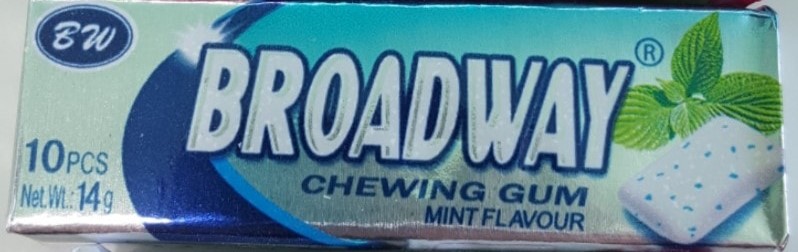 BW
BROADWAY®
10PCS
Net.Wt.:14g
CHEWING GUM
MINT FLAVOUR